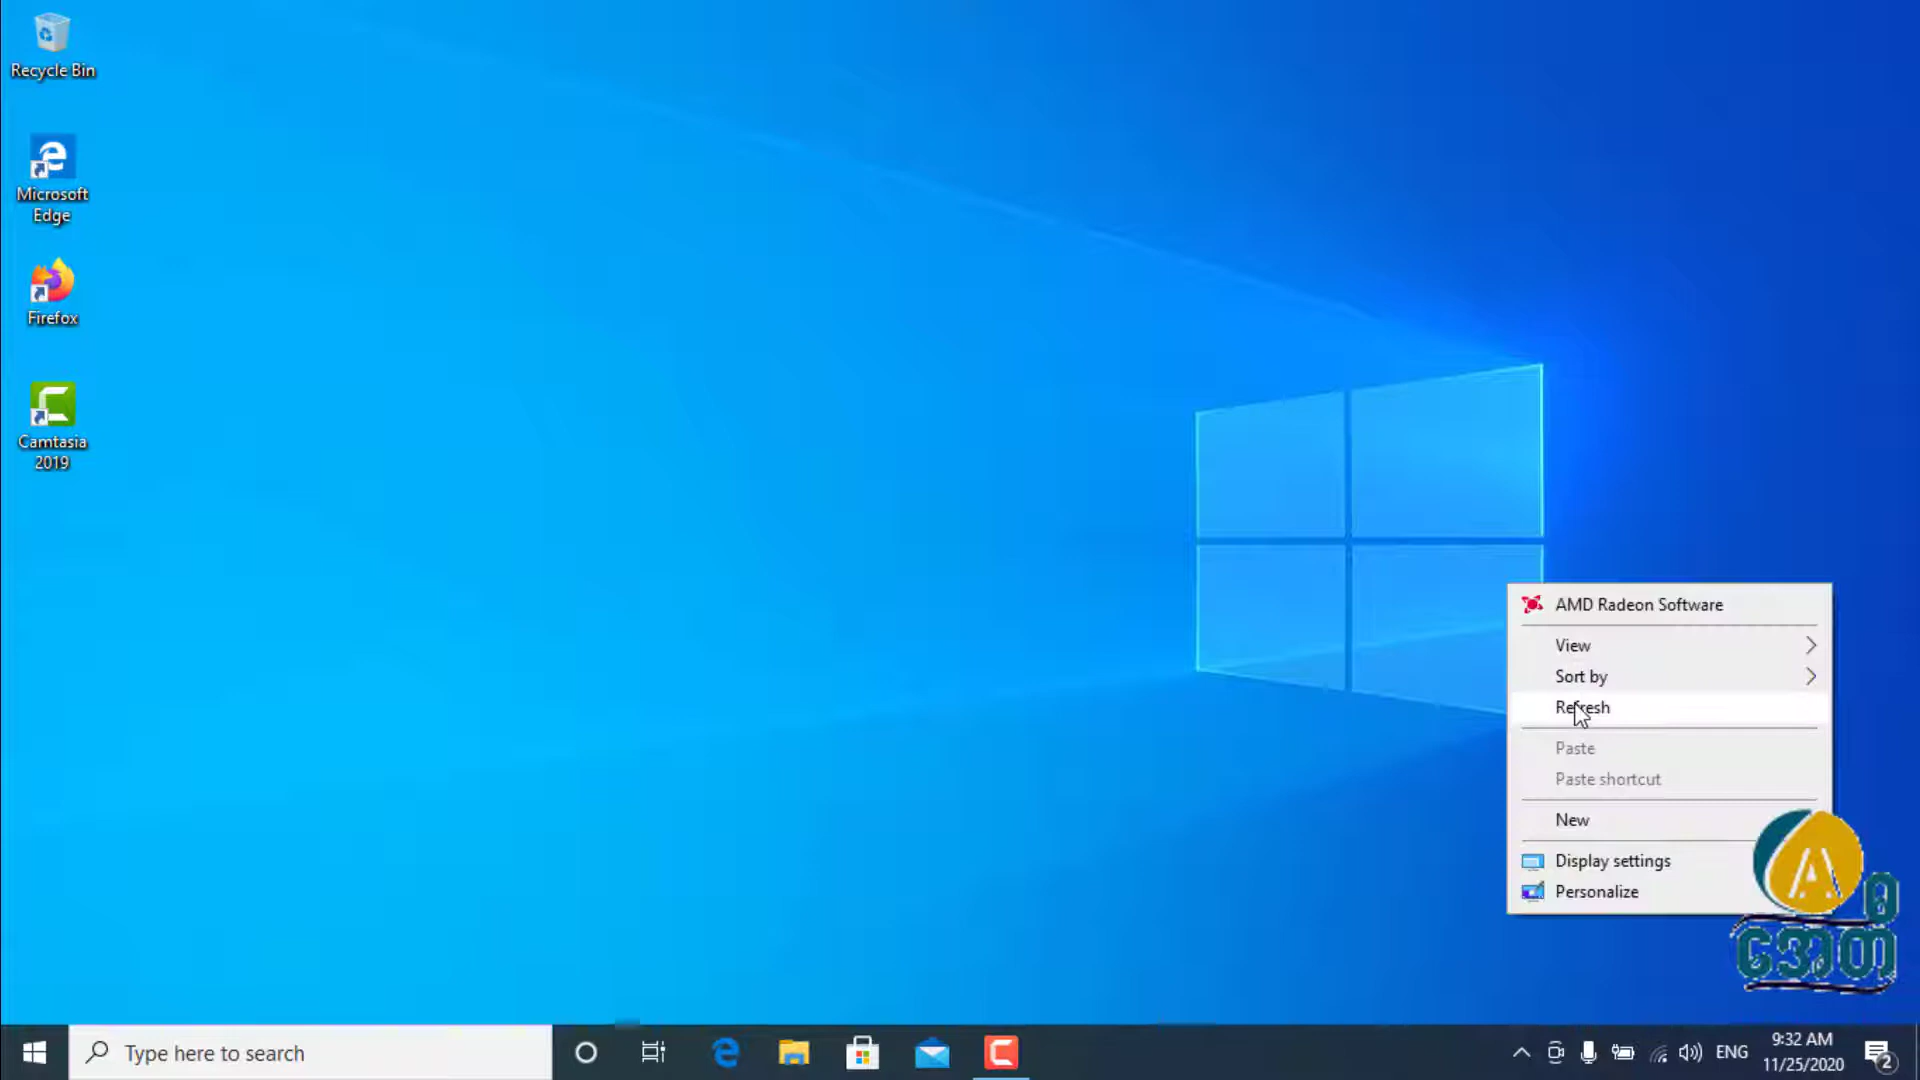 Recycle Bin
Microsoft
Edge
Firefox
Camtasia
2019
AMD Radeon Software
View
Sort by
Refresh
Paste
Paste shortcut
New
Display settings
Personalize
A
Type here to search
ENG
9:32 AM
11/25/2020
2